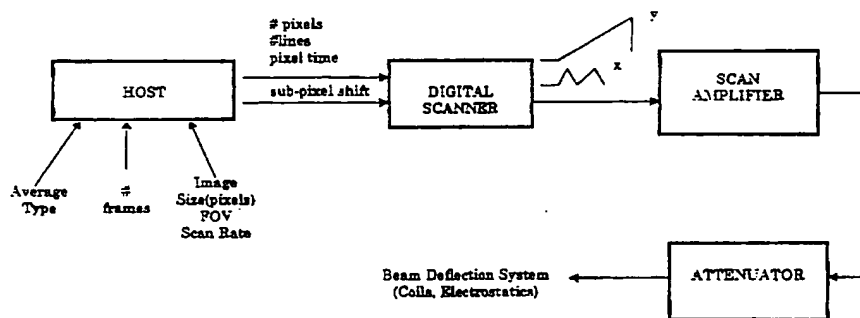 # pixels
#lines
pixel time
sub-pixel shift
HOST
DIGITAL
SCANNER
y
x
SCAN
AMPLIFIER
Average
Type
#
frames
Image
Size(pixels)
FOV
Scan Rate
Beam Deflection System
(Coils, Electrostatics)
ATTENUATOR